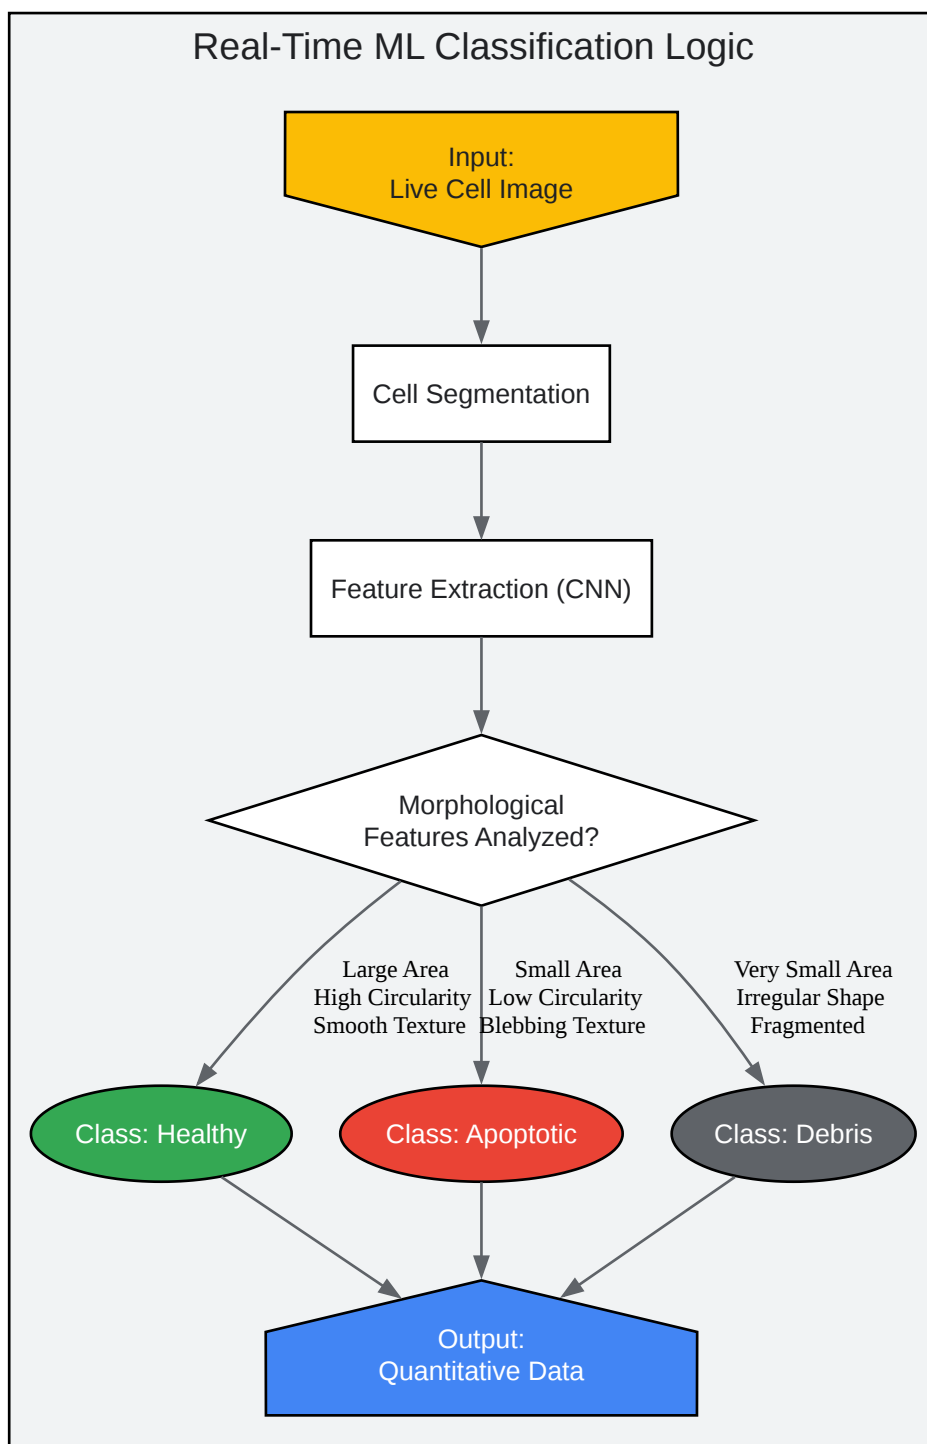 Real-Time ML Classification Logic
Input:
Live Cell Image
Cell Segmentation
Feature Extraction (CNN)
Morphological
Features Analyzed?
Large Area
High Circularity
Smooth Texture
Small Area
Low Circularity
Blebbing Texture
Very Small Area
Irregular Shape
Fragmented
Class: Healthy
Class: Apoptotic
Class: Debris
Output:
Quantitative Data